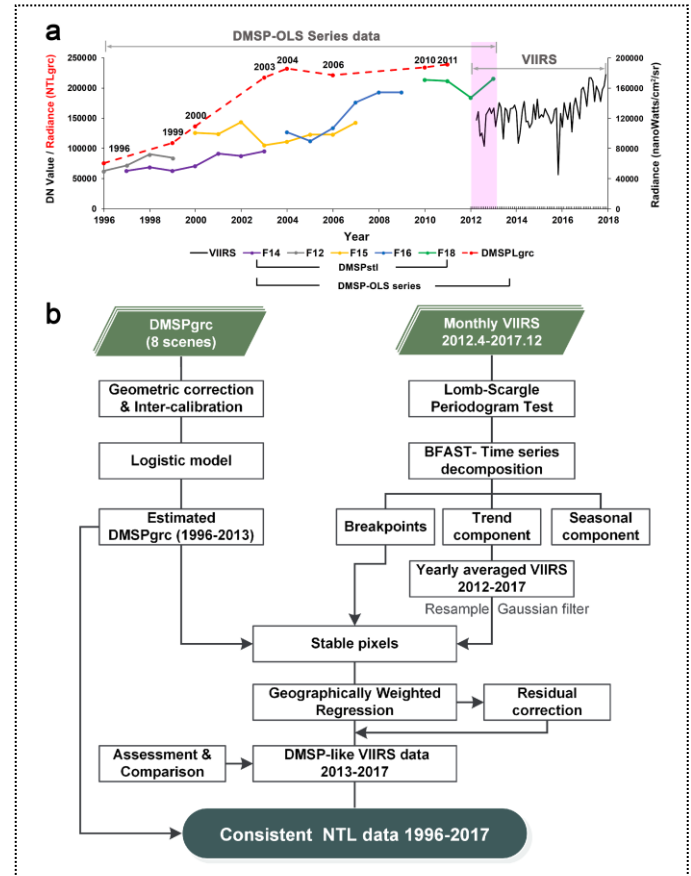 a
DMSP-OLS Series data
VIIRS
DN Value / Radiance (NTLgrc)
250000
200000
150000
100000
50000
0
1996
1999
2000
2003
2004
2006
2010
2011
200000
160000
120000
80000
40000
0
Radiance (nanoWatts/cm²/sr)
1996
1998
2000
2002
2004
2006
2008
2010
2012
2014
2016
2018
Year
VIIRS
F14
F12
F15
F16
F18
DMSPLgrc
DMSPstl
DMSP-OLS series
b
DMSPgrc
(8 scenes)
Monthly VIIRS
2012.4-2017.12
Geometric correction
& Inter-calibration
Lomb-Scargle
Periodogram Test
Logistic model
BFAST- Time series
decomposition
Estimated
DMSPgrc (1996-2013)
Breakpoints
Trend
component
Seasonal
component
Yearly averaged VIIRS
2012-2017
Resample
Gaussian filter
Stable pixels
Geographically Weighted
Regression
Residual
correction
Assessment &
Comparison
DMSP-like VIIRS data
2013-2017
Consistent NTL data 1996-2017